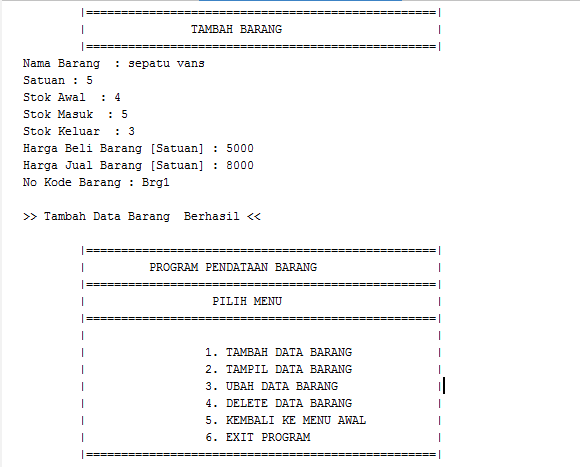 |==================================================|
| TAMBAH BARANG |
|==================================================|
Nama Barang  : sepatu vans
Satuan : 5
Stok Awal  : 4
Stok Masuk  : 5
Stok Keluar  : 3
Harga Beli Barang [Satuan] : 5000
Harga Jual Barang [Satuan] : 8000
No Kode Barang : Brg1
>> Tambah Data Barang  Berhasil <<
|==================================================|
| PROGRAM PENDATAAN BARANG |
|==================================================|
| PILIH MENU |
|==================================================|
| |
| 1. TAMBAH DATA BARANG |
| 2. TAMPIL DATA BARANG |
| 3. UBAH DATA BARANG |
| 4. DELETE DATA BARANG |
| 5. KEMBALI KE MENU AWAL |
| 6. EXIT PROGRAM |
|==================================================|